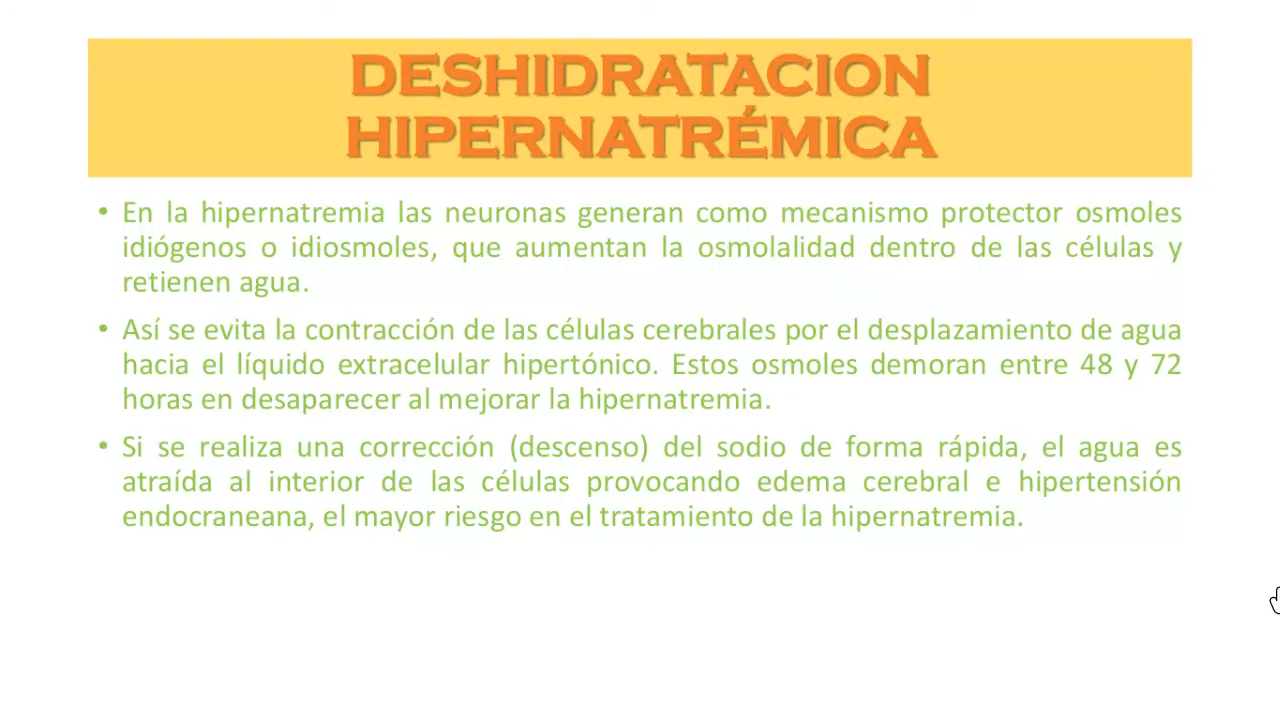 DESHIDRATACION
HIPERNATRÉMICA
• En la hipernatremia las neuronas generan como mecanismo protector osmoles
idiógenos o idiosmoles, que aumentan la osmolalidad dentro de las células y
retienen agua.
• Así se evita la contracción de las células cerebrales por el desplazamiento de agua
hacia el líquido extracelular hipertónico. Estos osmoles demoran entre 48 y 72
horas en desaparecer al mejorar la hipernatremia.
• Si se realiza una corrección (descenso) del sodio de forma rápida, el agua es
atraída al interior de las células provocando edema cerebral e hipertensión
endocraneana, el mayor riesgo en el tratamiento de la hipernatremia.